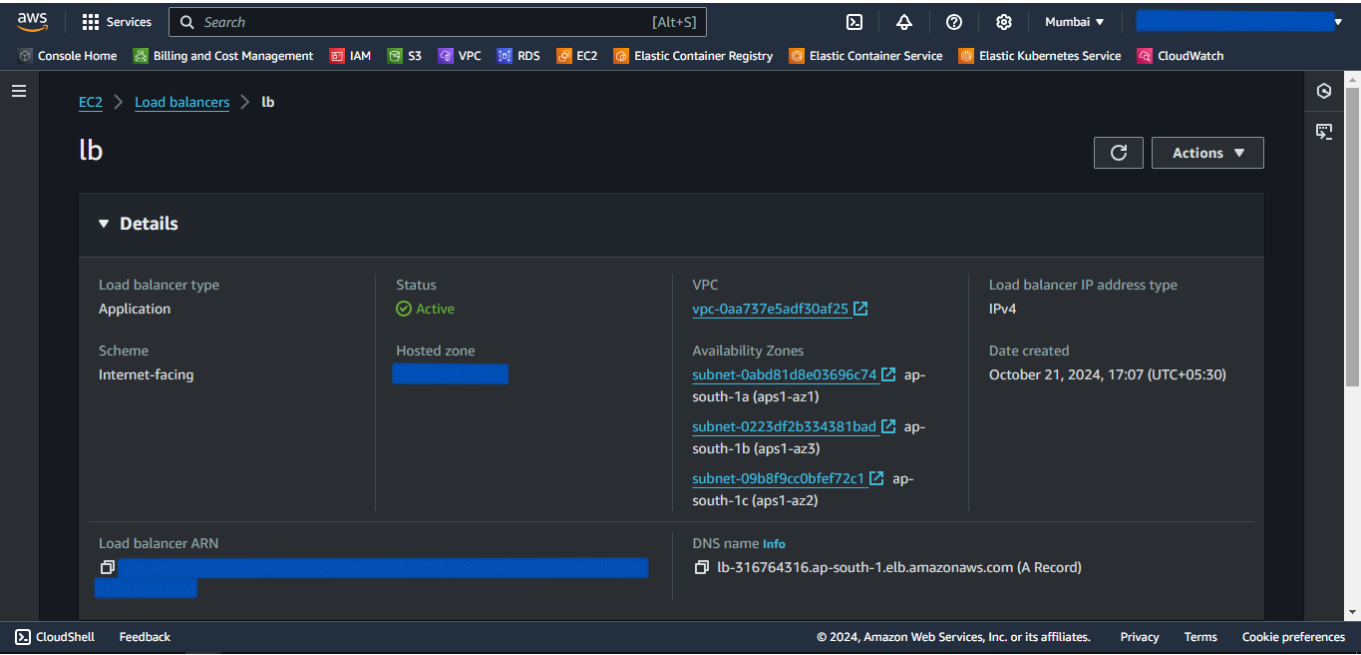 aws Services Search [Alt+S] Mumbai
Console Home Billing and Cost Management IAM S3 VPC RDS EC2 Elastic Container Registry Elastic Container Service Elastic Kubernetes Service CloudWatch
EC2 Load balancers lb
lb
Actions
Details
Load balancer type
Application
Scheme
Internet-facing
Status
Active
Hosted zone
VPC
vpc-0aa737e5adf30af25
Availability Zones
subnet-0abd81d8e03696c74 ap-
south-1a (aps1-az1)
subnet-0223df2b334381bad ap-
south-1b (aps1-az3)
subnet-09b8f9cc0bfef72c1 ap-
south-1c (aps1-az2)
Load balancer IP address type
IPv4
Date created
October 21, 2024, 17:07 (UTC+05:30)
Load balancer ARN
DNS name Info
lb-316764316.ap-south-1.elb.amazonaws.com (A Record)
CloudShell Feedback © 2024, Amazon Web Services, Inc. or its affiliates. Privacy Terms Cookie preferences